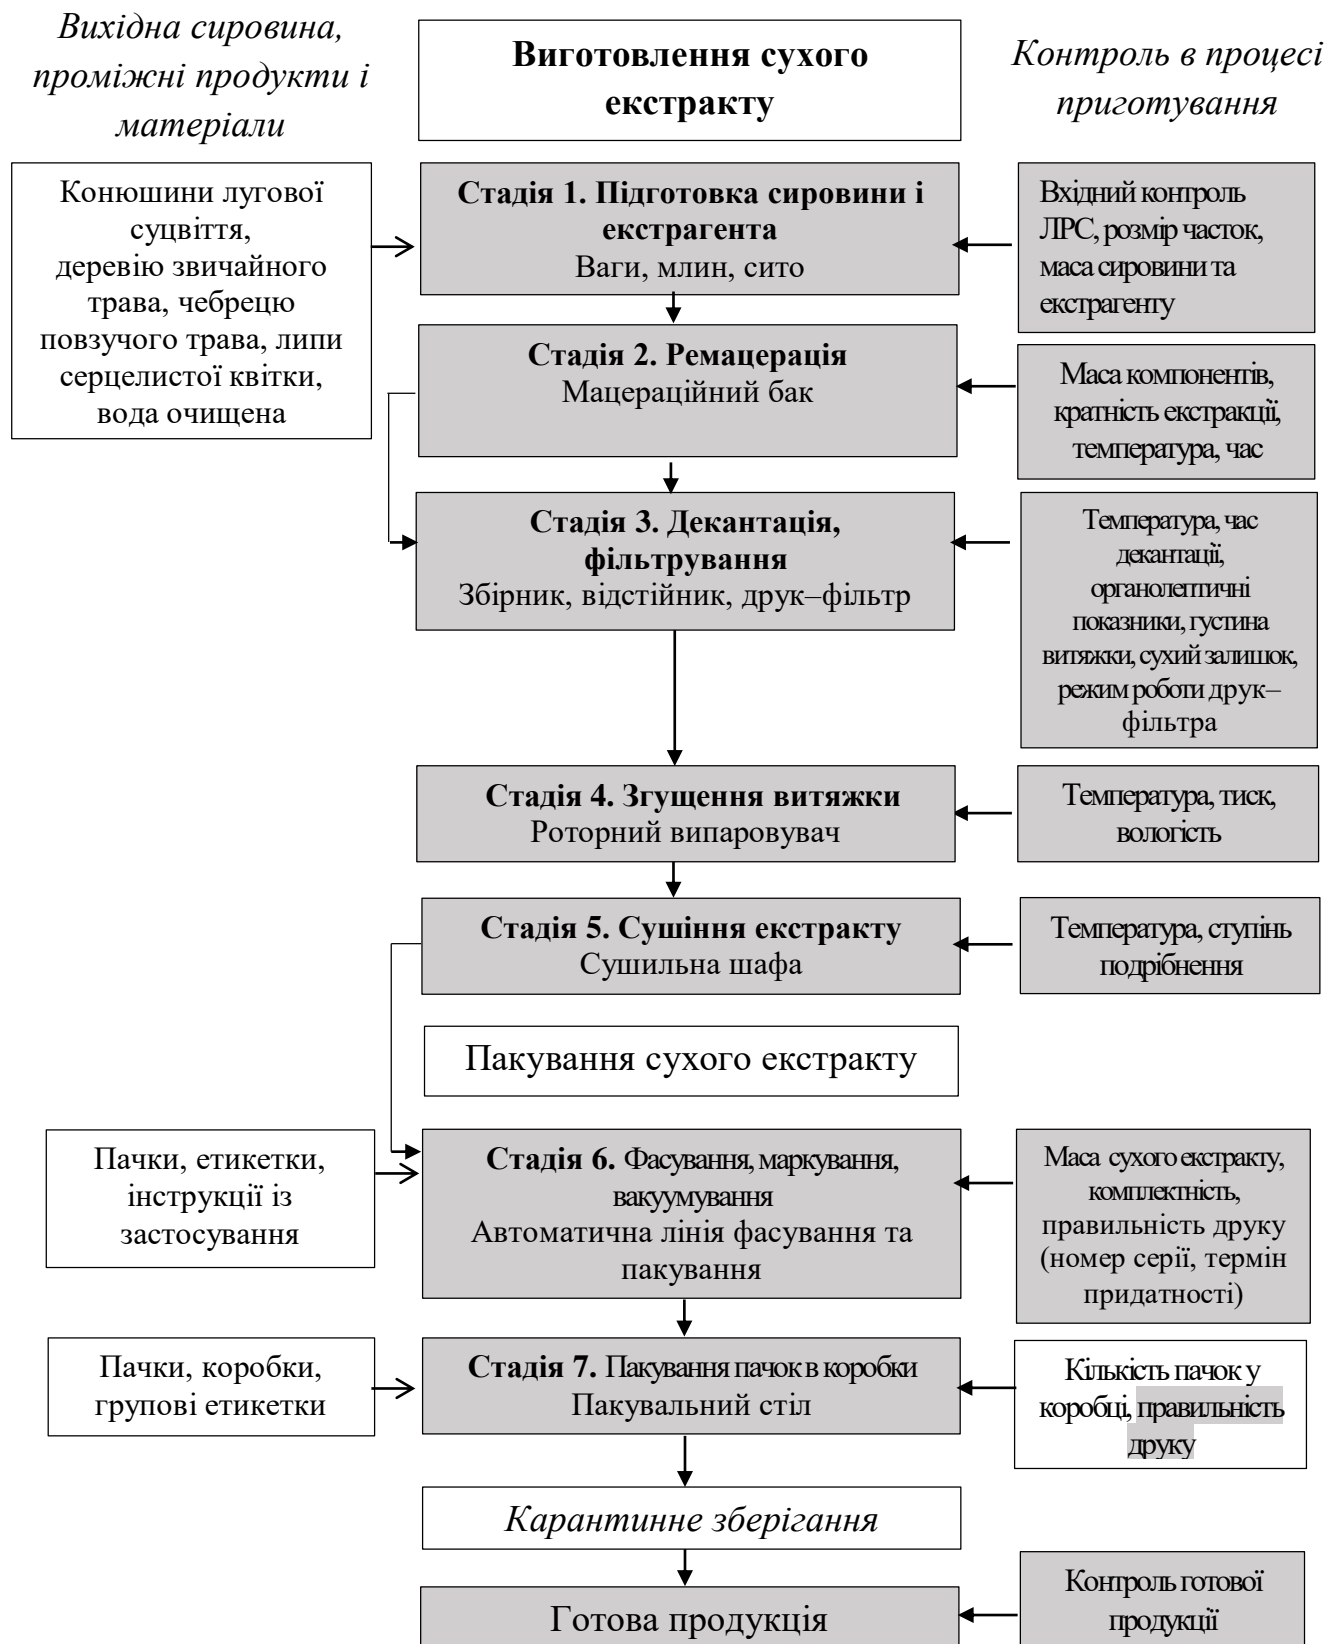 Вихідна сировина,
проміжні продукти і
матеріали
Виготовлення сухого
екстракту
Контроль в процесі
приготування
Конюшини лугової
суцвіття,
деревію звичайного
трава, чебрецю
повзучого трава, липи
серцелистої квітки,
вода очищена
Стадія 1. Підготовка сировини і
екстрагента
Ваги, млин, сито
Вхідний контроль
ЛРС, розмір часток,
маса сировини та
екстрагенту
Стадія 2. Ремацерація
Мацераційний бак
Маса компонентів,
кратність екстракції,
температура, час
Стадія 3. Декантація,
фільтрування
Збірник, відстійник, друк–фільтр
Температура, час
декантації,
органолептичні
показники, густина
витяжки, сухий залишок,
режим роботи друк–
фільтра
Стадія 4. Згущення витяжки
Роторний випаровувач
Температура, тиск,
вологість
Стадія 5. Сушіння екстракту
Сушильна шафа
Температура, ступінь
подрібнення
Пакування сухого екстракту
Пачки, етикетки,
інструкції із
застосування
Стадія 6. Фасування, маркування,
вакуумування
Автоматична лінія фасування та
пакування
Маса сухого екстракту,
комплектність,
правильність друку
(номер серії, термін
придатності)
Пачки, коробки,
групові етикетки
Стадія 7. Пакування пачок в коробки
Пакувальний стіл
Кількість пачок у
коробці, правильність
друку
Карантинне зберігання
Готова продукція
Контроль готової
продукції